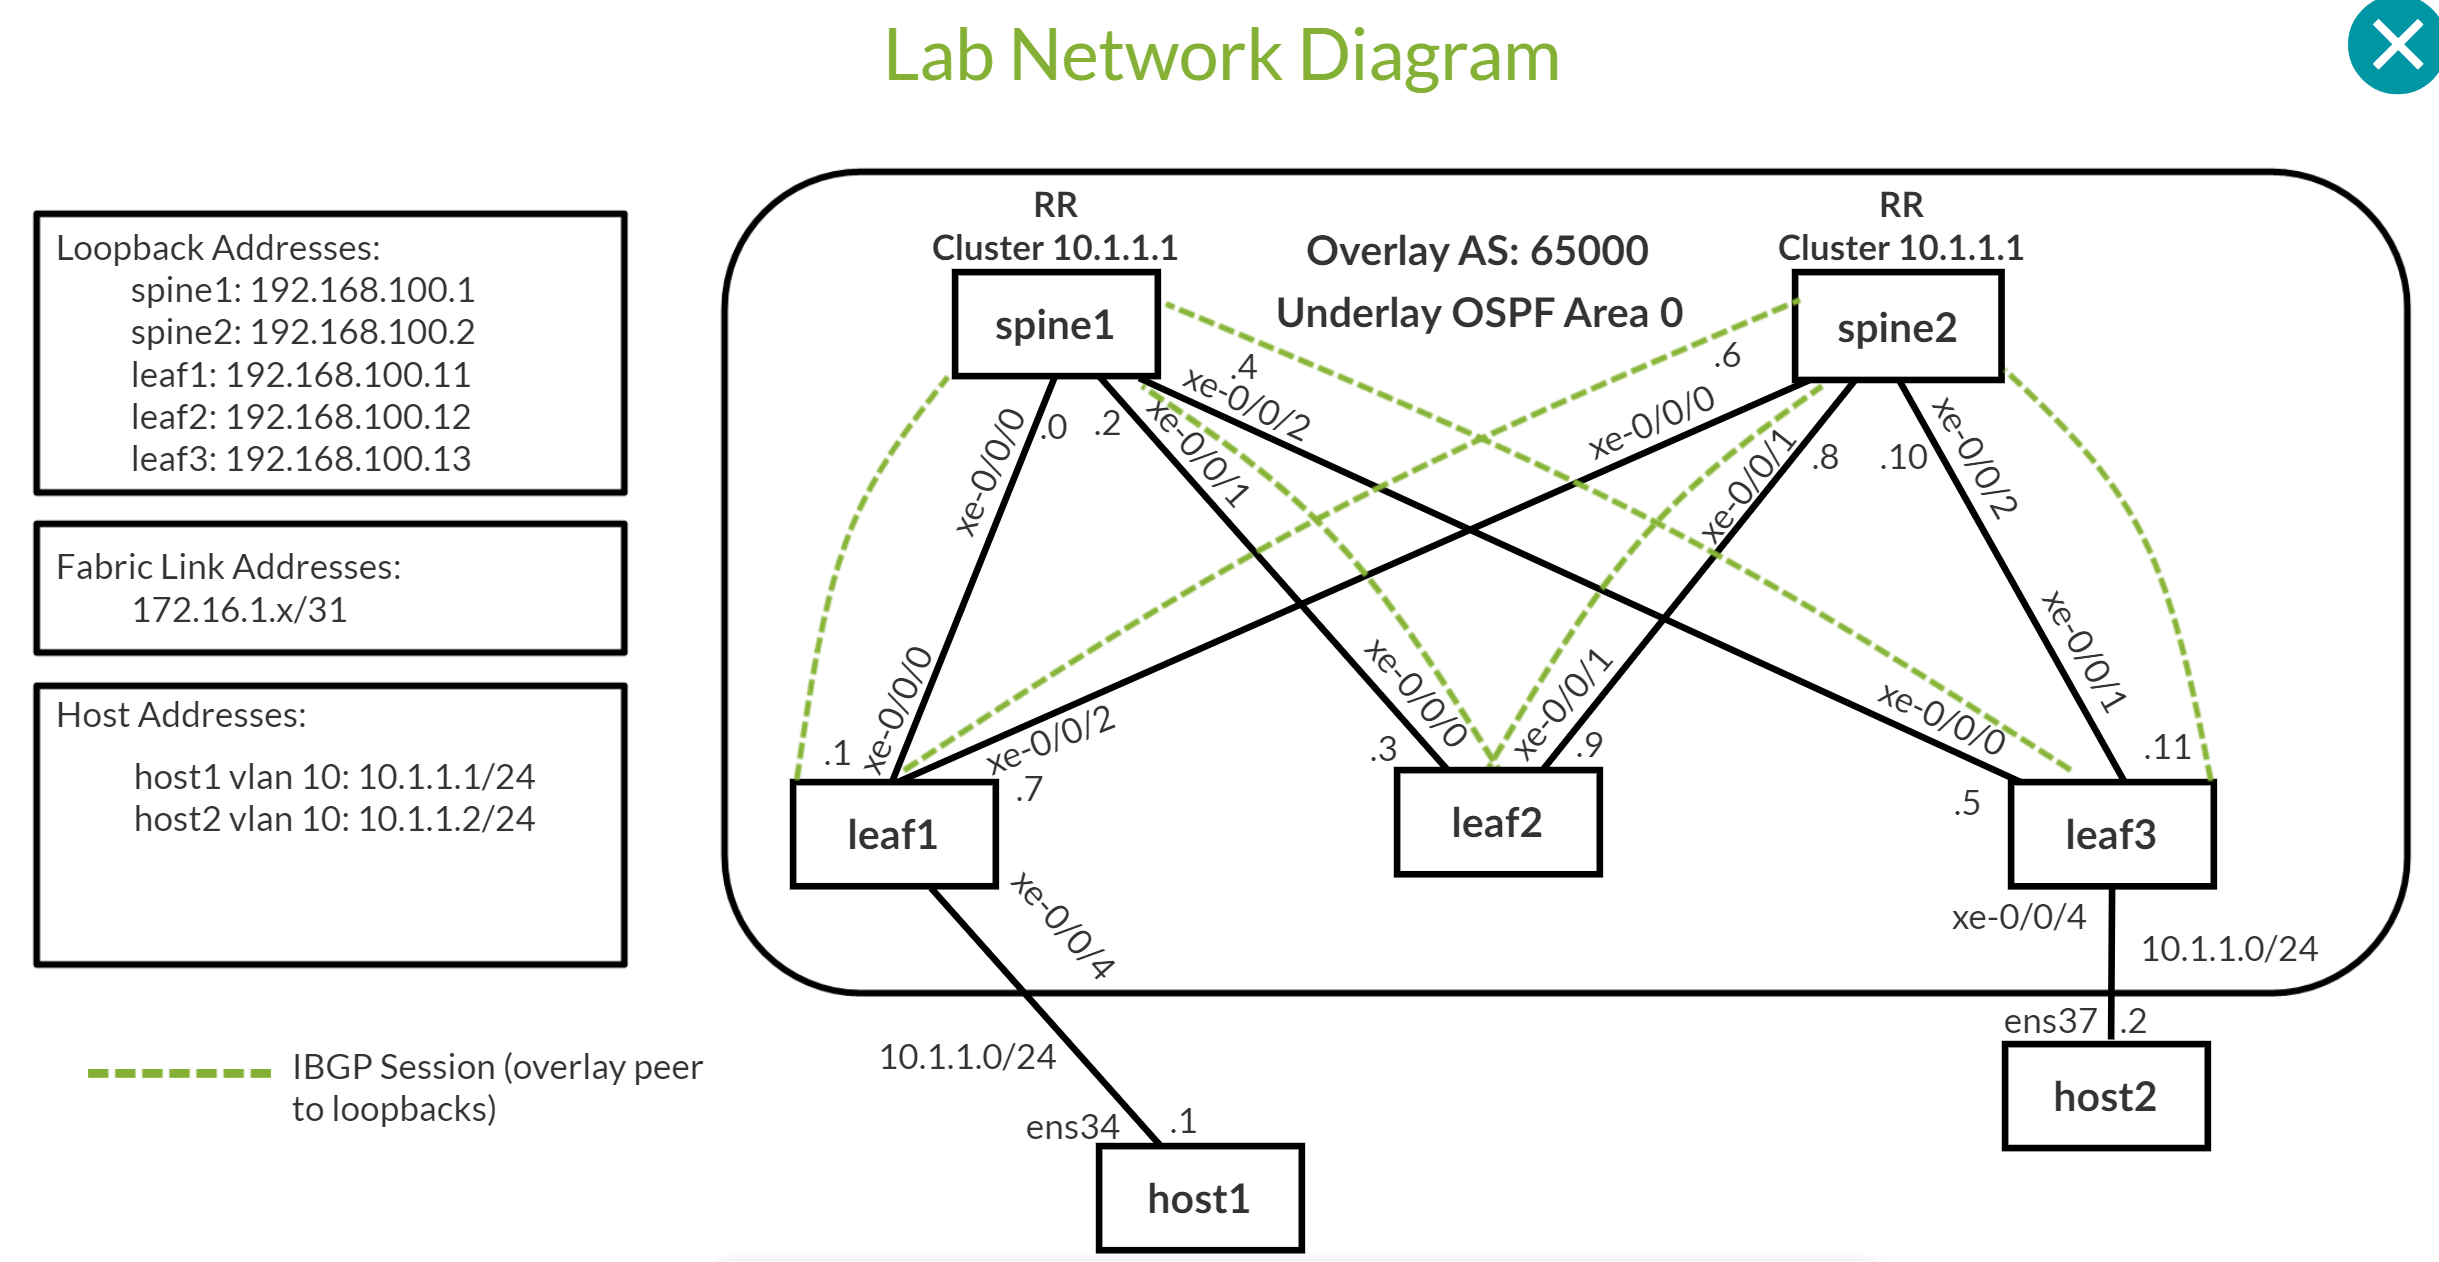 Lab Network Diagram
Loopback Addresses:
spine1: 192.168.100.1
spine2: 192.168.100.2
leaf1: 192.168.100.11
leaf2: 192.168.100.12
leaf3: 192.168.100.13
Fabric Link Addresses:
172.16.1.x/31
Host Addresses:
host1 vlan 10: 10.1.1.1/24
host2 vlan 10: 10.1.1.2/24
IBGP Session (overlay peer
to loopbacks)
RR
Cluster 10.1.1.1
spine1
Overlay AS: 65000
Underlay OSPF Area 0
RR
Cluster 10.1.1.1
spine2
.0
xe-0/0/0
.2
xe-0/0/1
.4
xe-0/0/2
.6
xe-0/0/0
xe-0/0/1
.8
.10
xe-0/0/2
.1
xe-0/0/0
xe-0/0/2
.7
.3
xe-0/0/0
xe-0/0/1
.9
xe-0/0/0
.5
xe-0/0/1
.11
leaf1
leaf2
leaf3
xe-0/0/4
10.1.1.0/24
ens34
.1
host1
xe-0/0/4
10.1.1.0/24
ens37
.2
host2